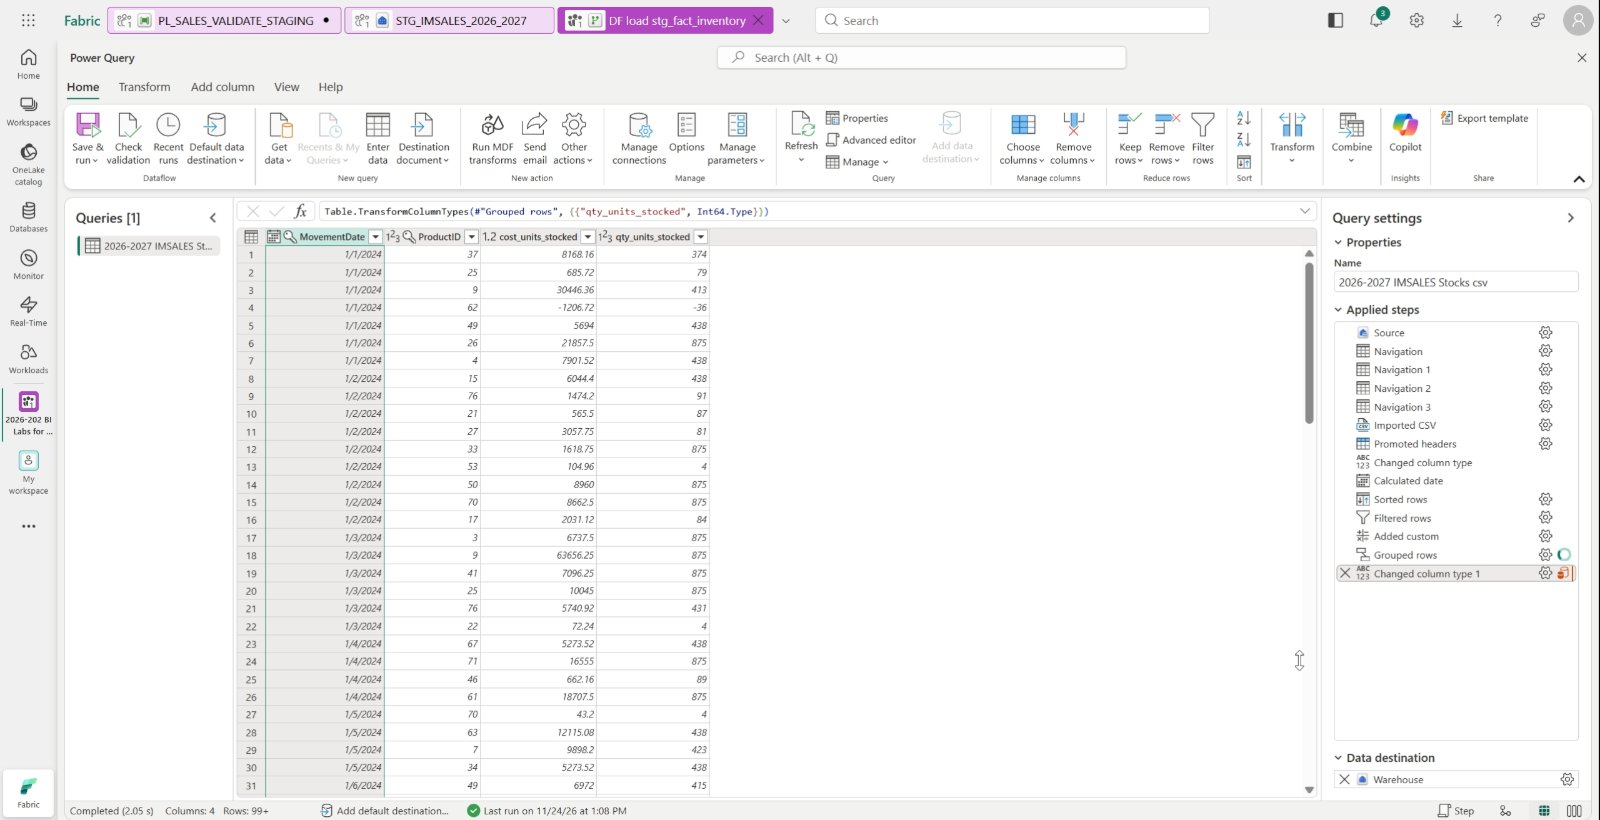 Fabric
PL_SALES_VALIDATE_STAGING
STG_IMSALES_2026_2027
DF load stg_fact_inventory
Search
3
Power Query
Search (Alt + Q)
Home
Transform
Add column
View
Help
Save & run
Check validation
Recent runs
Default data destination
Dataflow
Get data
Recents & My Queries
Enter data
Destination document
New query
Run MDF transforms
Send email
Other actions
New action
Manage connections
Options
Manage parameters
Manage
Refresh
Properties
Advanced editor
Manage
Add data destination
Query
Choose columns
Remove columns
Manage columns
Keep rows
Remove rows
Filter rows
Reduce rows
Sort
Transform
Combine
Copilot
Insights
Export template
Share
Home
Workspaces
OneLake catalog
Databases
Monitor
Real-Time
Workloads
2026-202 BI Labs for ...
My workspace
Fabric
Queries [1]
2026-2027 IMSALES St...
fx Table.TransformColumnTypes(#"Grouped rows", {{"qty_units_stocked", Int64.Type}})
MovementDate 123 ProductID 1.2 cost_units_stocked 123 qty_units_stocked
1 1/1/2024 37 8168.16 374
2 1/1/2024 25 685.72 79
3 1/1/2024 9 30446.36 413
4 1/1/2024 62 -1206.72 -36
5 1/1/2024 49 5694 438
6 1/1/2024 26 21857.5 875
7 1/1/2024 4 7901.52 438
8 1/2/2024 15 6044.4 438
9 1/2/2024 76 1474.2 91
10 1/2/2024 21 565.5 87
11 1/2/2024 27 3057.75 81
12 1/2/2024 33 1618.75 875
13 1/2/2024 53 104.96 4
14 1/2/2024 50 8960 875
15 1/2/2024 70 8662.5 875
16 1/2/2024 17 2031.12 84
17 1/3/2024 3 6737.5 875
18 1/3/2024 9 63656.25 875
19 1/3/2024 41 7096.25 875
20 1/3/2024 25 10045 875
21 1/3/2024 76 5740.92 431
22 1/3/2024 22 72.24 4
23 1/4/2024 67 5273.52 438
24 1/4/2024 71 16555 875
25 1/4/2024 46 662.16 89
26 1/4/2024 61 18707.5 875
27 1/5/2024 70 43.2 4
28 1/5/2024 63 12115.08 438
29 1/5/2024 7 9898.2 423
30 1/5/2024 34 5273.52 438
31 1/6/2024 49 6972 415
Query settings
Properties
Name
2026-2027 IMSALES Stocks csv
Applied steps
Source
Navigation
Navigation 1
Navigation 2
Navigation 3
Imported CSV
Promoted headers
ABC 123 Changed column type
Calculated date
Sorted rows
Filtered rows
Added custom
Grouped rows
ABC 123 Changed column type 1
Data destination
Warehouse
Completed (2.05 s) Columns: 4 Rows: 99+
Add default destination...
Last run on 11/24/26 at 1:08 PM
Step